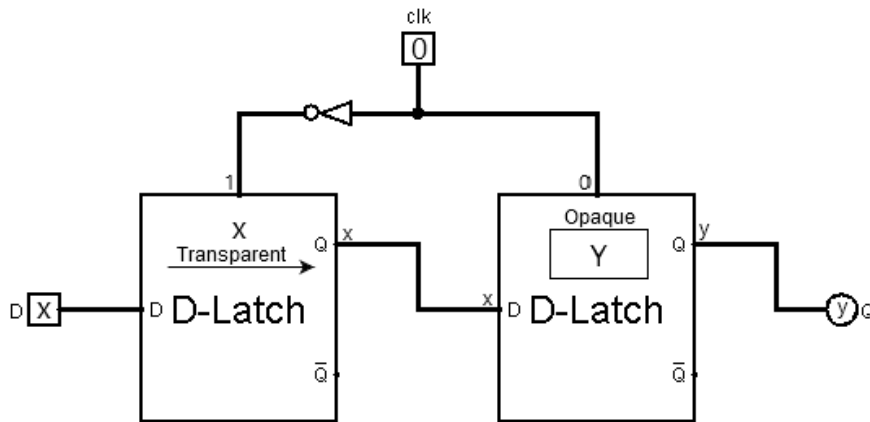 clk
0
1
0
X
Transparent
Q
x
Opaque
Y
Q
y
D
X
D
D-Latch
x
D
D-Latch
y
Q
Q̅
Q̅